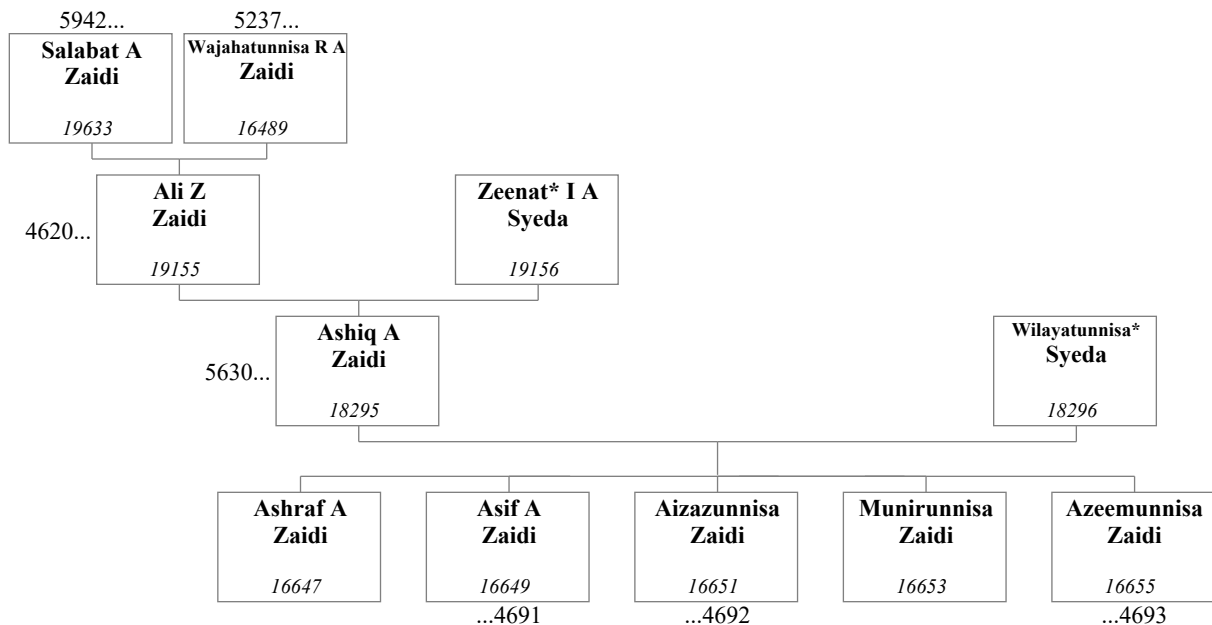 5942...
5237...
Salabat A
Zaidi
19633
Wajahatunnisa R A
Zaidi
16489
4620...
Ali Z
Zaidi
19155
Zeenat* I A
Syeda
19156
5630...
Ashiq A
Zaidi
18295
Wilayatunnisa*
Syeda
18296
Ashraf A
Zaidi
16647
Asif A
Zaidi
16649
...4691
Aizazunnisa
Zaidi
16651
...4692
Munirunnisa
Zaidi
16653
Azeemunnisa
Zaidi
16655
...4693